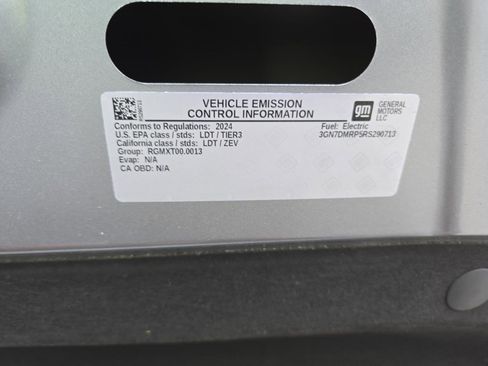 VEHICLE EMISSION
CONTROL INFORMATION
gm
GENERAL
MOTORS
LLC
Conforms to Regulations: 2024
U.S. EPA class / stds: LDT / TIER3
California class / stds: LDT / ZEV
Group: RGMXT00.0013
Evap: N/A
CA OBD: N/A
Fuel: Electric
3GN7DMRP5RS290713